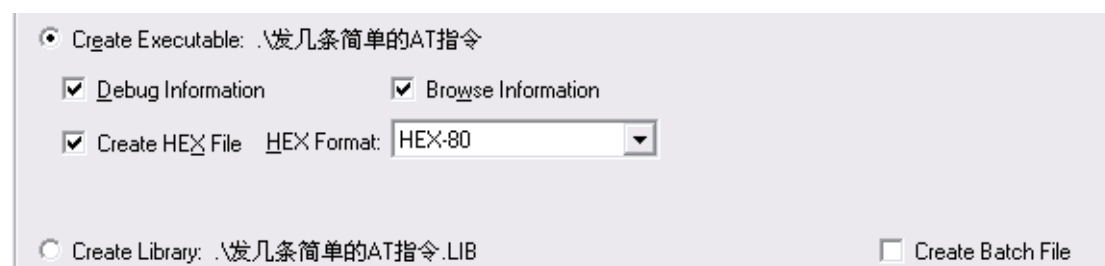 Create Executable: .\发几条简单的AT指令
Debug Information Browse Information
Create HEX File HEX Format: HEX-80
Create Library: .\发几条简单的AT指令.LIB Create Batch File